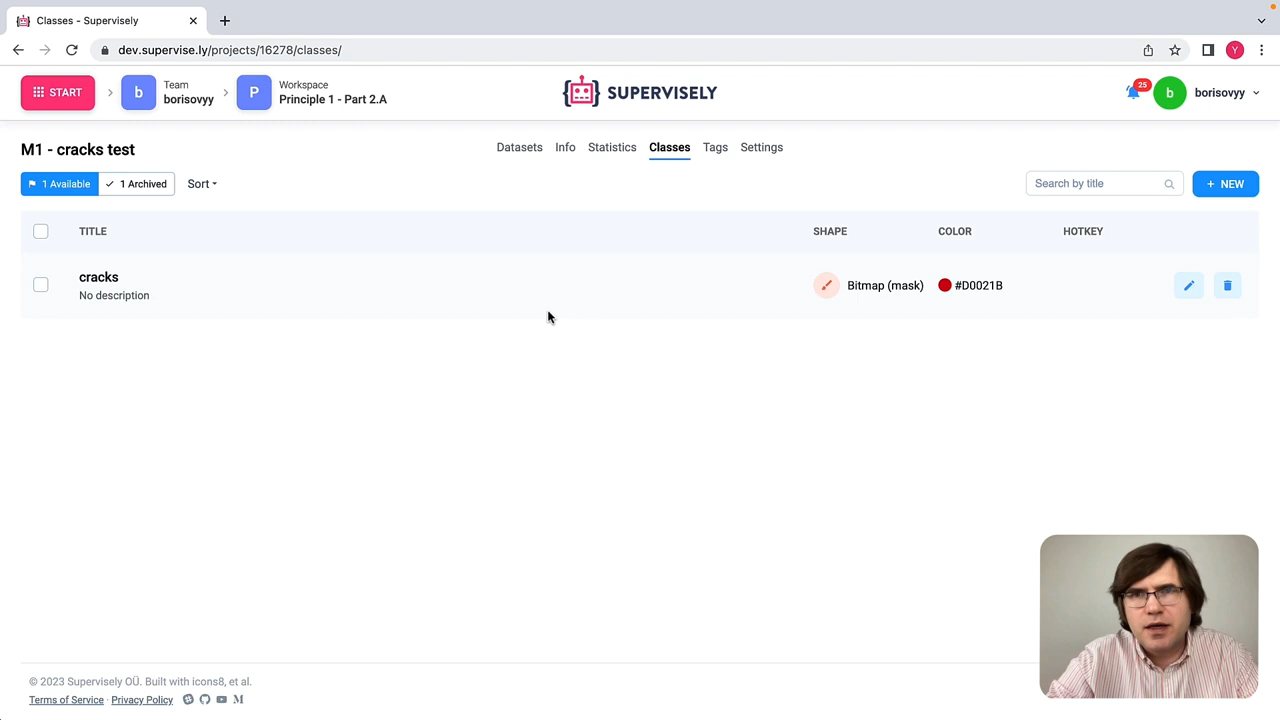 Classes - Supervisely
dev.supervise.ly/projects/16278/classes/
Y
START
b
Team
borisovyy
P
Workspace
Principle 1 - Part 2.A
SUPERVISELY
25
b
borisovyy
M1 - cracks test
Datasets
Info
Statistics
Classes
Tags
Settings
1 Available
1 Archived
Sort
Search by title
+ NEW
TITLE
SHAPE
COLOR
HOTKEY
cracks
No description
Bitmap (mask)
#D0021B
© 2023 Supervisely OÜ. Built with icons8, et al.
Terms of Service · Privacy Policy